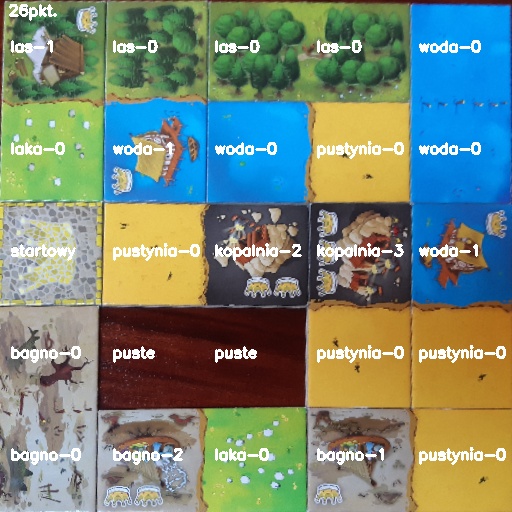 26pkt.
las-1 las-0 las-0 las-0 woda-0
laka-0 woda-1 woda-0 pustynia-0 woda-0
startowy pustynia-0 kopalnia-2 kopalnia-3 woda-1
bagno-0 puste puste pustynia-0 pustynia-0
bagno-0 bagno-2 laka-0 bagno-1 pustynia-0